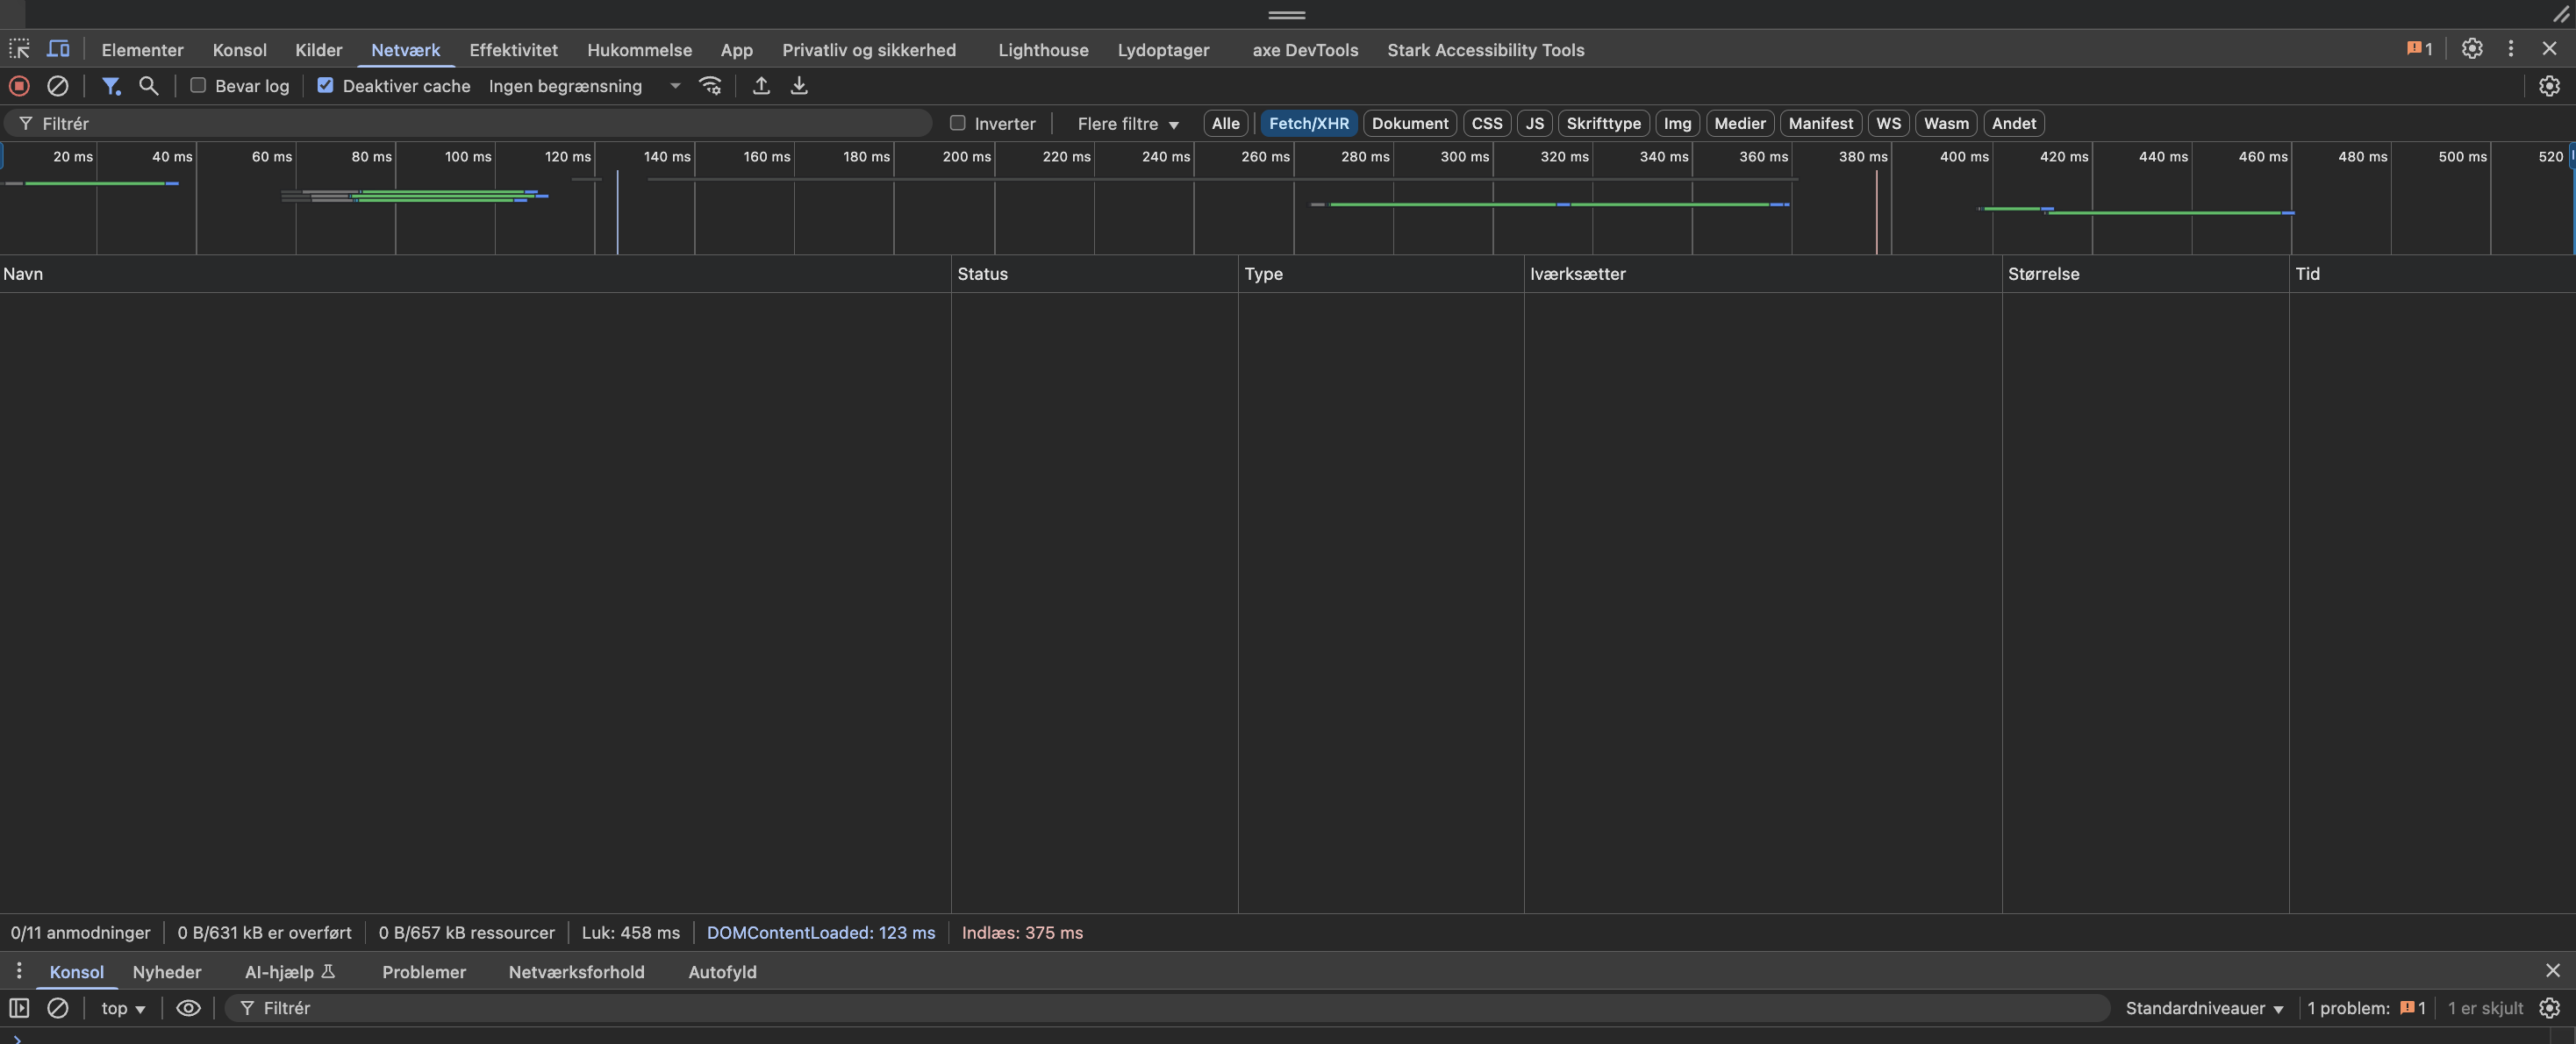 Elementer Konsol Kilder Netværk Effektivitet Hukommelse App Privatliv og sikkerhed Lighthouse Lydoptager axe DevTools Stark Accessibility Tools 1
Bevar log Deaktiver cache Ingen begrænsning
Filtrér Inverter Flere filtre Alle Fetch/XHR Dokument CSS JS Skrifttype Img Medier Manifest WS Wasm Andet
20 ms 40 ms 60 ms 80 ms 100 ms 120 ms 140 ms 160 ms 180 ms 200 ms 220 ms 240 ms 260 ms 280 ms 300 ms 320 ms 340 ms 360 ms 380 ms 400 ms 420 ms 440 ms 460 ms 480 ms 500 ms 520
Navn Status Type Iværksætter Størrelse Tid
0/11 anmodninger 0 B/631 kB er overført 0 B/657 kB ressourcer Luk: 458 ms DOMContentLoaded: 123 ms Indlæs: 375 ms
Konsol Nyheder AI-hjælp Problemer Netværksforhold Autofyld
top Filtrér Standardniveauer 1 problem: 1 1 er skjult